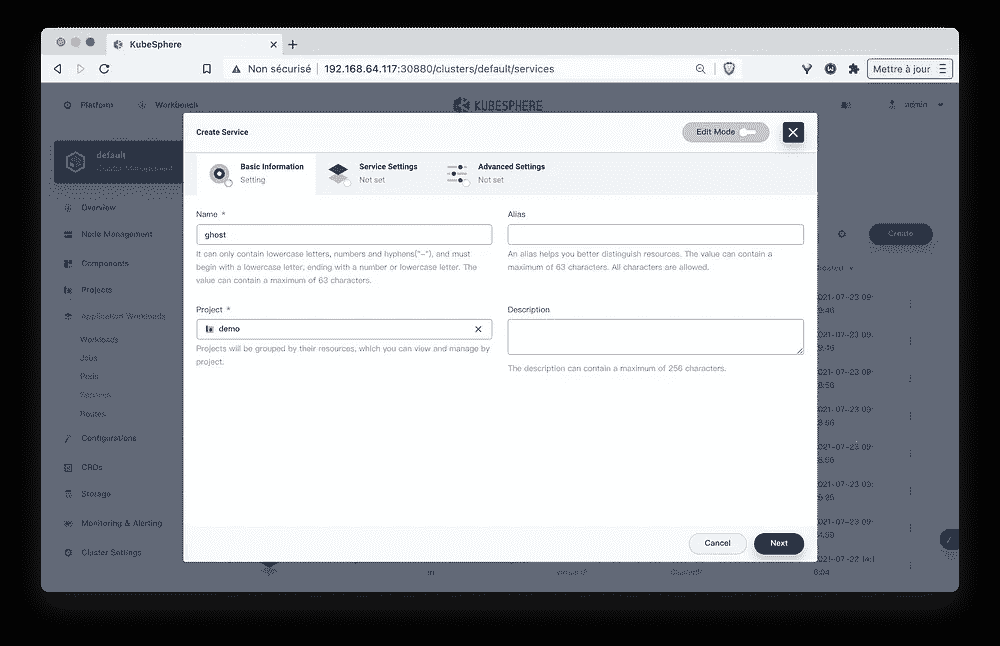 KubeSphere
Non sécurisé 192.168.64.117:30880/clusters/default/services
Mettre à jour
Platform Workbench KUBESPHERE admin
Create Service Edit Mode
Basic Information
Setting
Service Settings
Not set
Advanced Settings
Not set
default
Overview
Node Management
Components
Projects
Application Workloads
Workloads
Jobs
Pods
Services
Routes
Configurations
CRDs
Storage
Monitoring & Alerting
Cluster Settings
Name *
ghost
It can only contain lowercase letters, numbers and hyphens("-"), and must
begin with a lowercase letter, ending with a number or lowercase letter. The
value can contain a maximum of 63 characters.
Alias
An alias helps you better distinguish resources. The value can contain a
maximum of 63 characters. All characters are allowed.
Project *
demo
Projects will be grouped by their resources, which you can view and manage by
project.
Description
The description can contain a maximum of 256 characters.
Cancel Next
Create